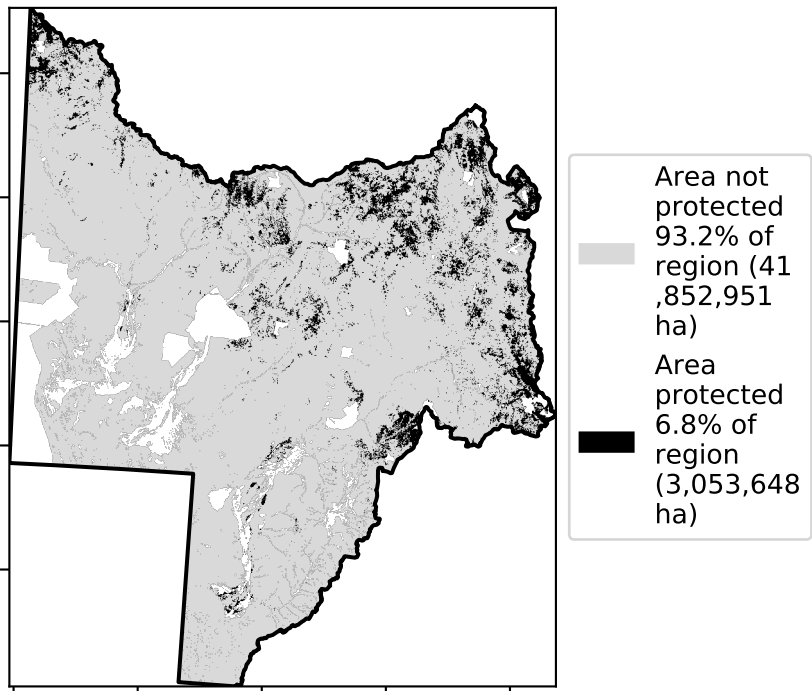 Area not
protected
93.2% of
region (41
,852,951
ha)
Area
protected
6.8% of
region
(3,053,648
ha)